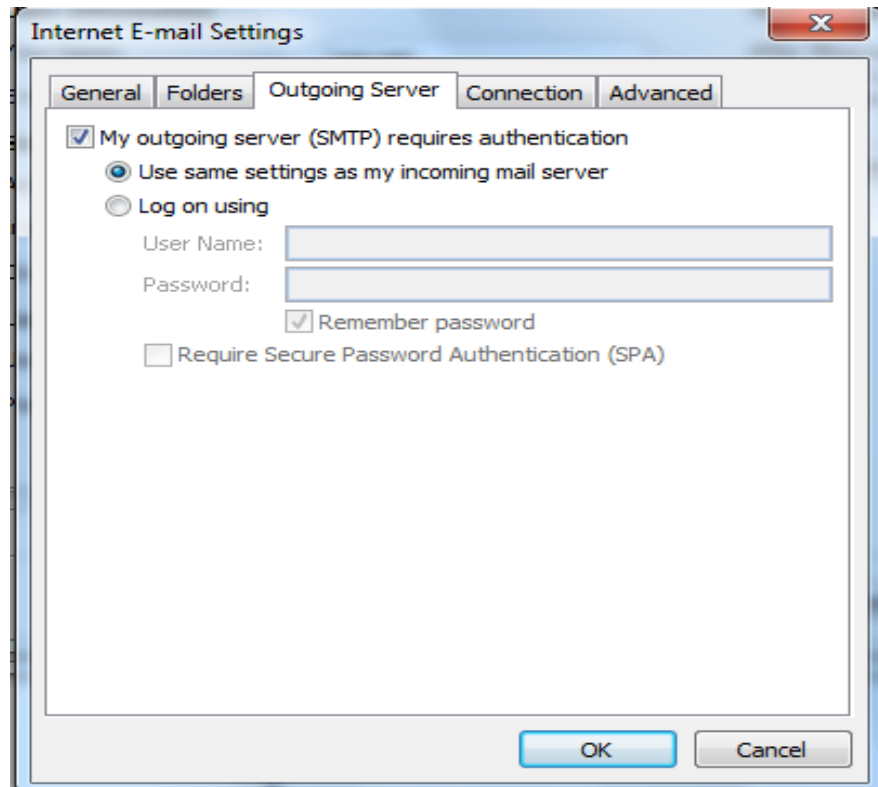 Internet E-mail Settings
General Folders Outgoing Server Connection Advanced
My outgoing server (SMTP) requires authentication
Use same settings as my incoming mail server
Log on using
User Name:
Password:
Remember password
Require Secure Password Authentication (SPA)
OK Cancel